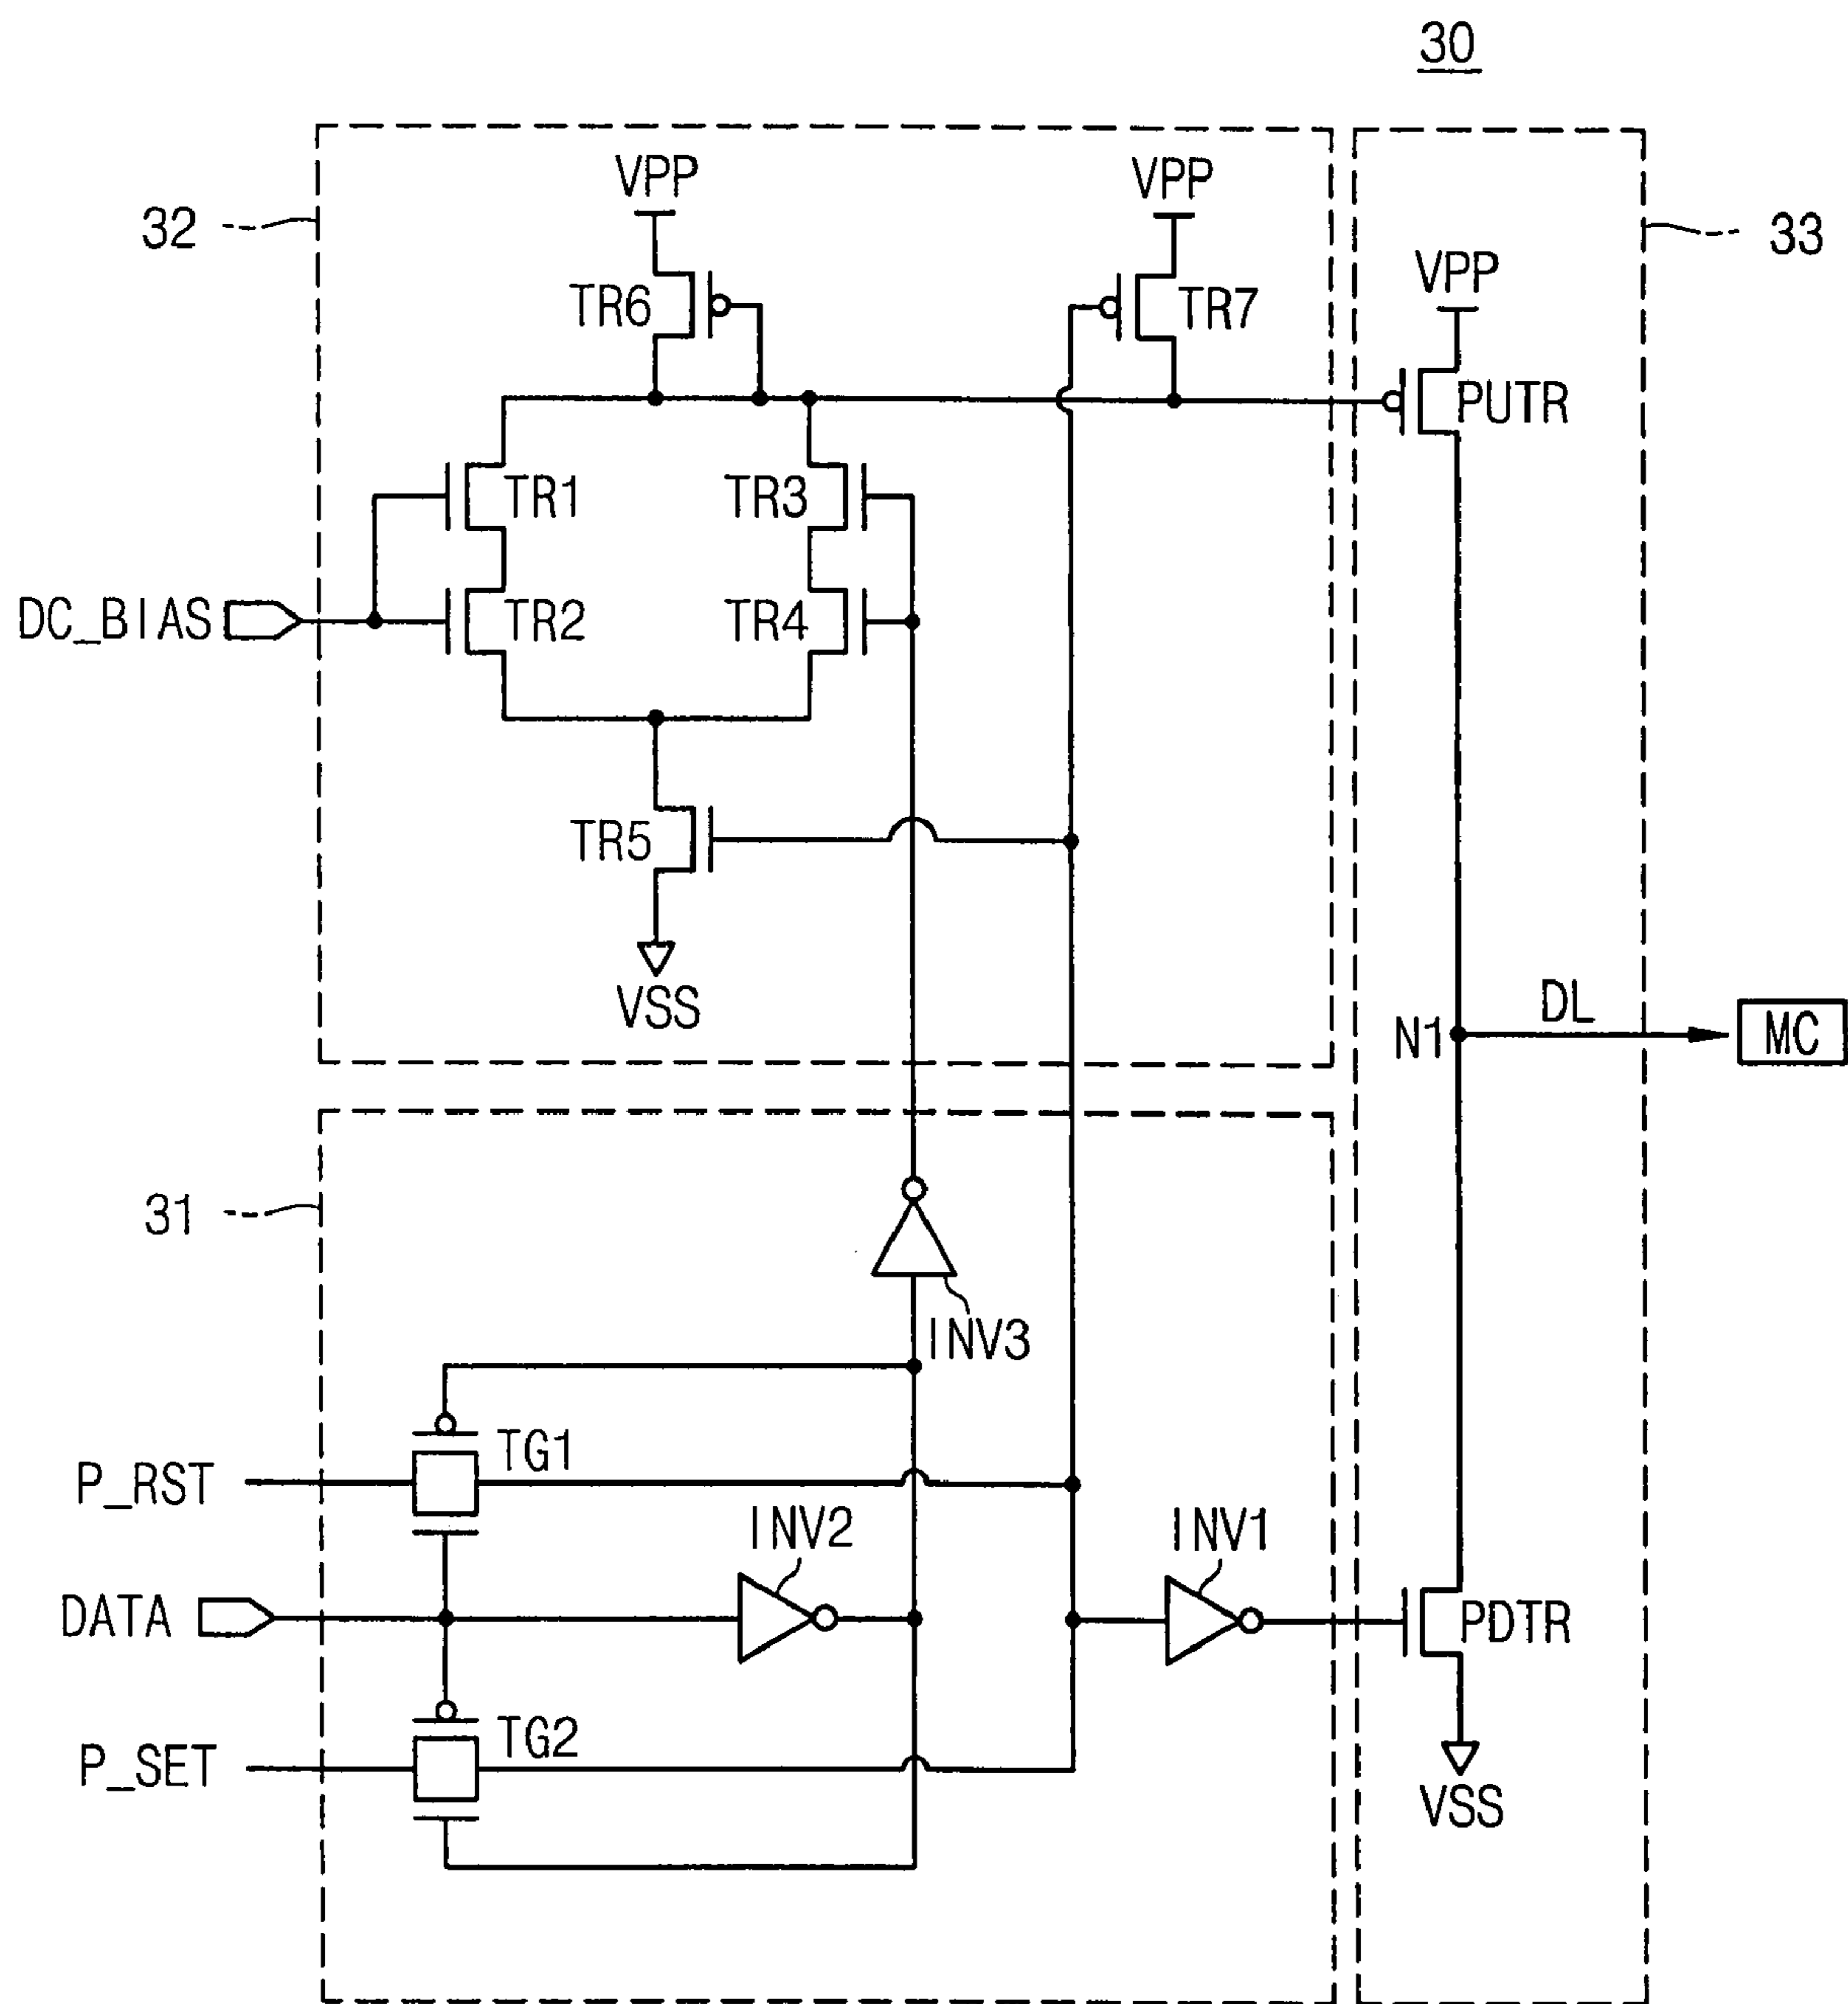 30
VPP
VPP
32
33
VPP
TR6
TR7
PUTR
TR1
TR3
DC_BIAS
TR2
TR4
TR5
VSS
DL
N1
MC
31
INV3
TG1
P_RST
INV2
INV1
DATA
PDTR
TG2
P_SET
VSS